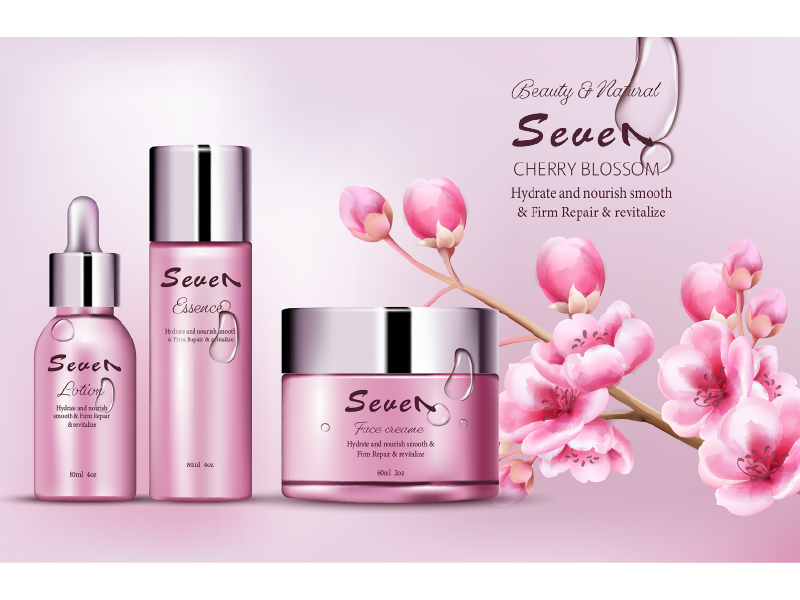 Beauty & Natural
Seven
CHERRY BLOSSOM
Hydrate and nourish smooth
& Firm Repair & revitalize
Seven
Lotion
Hydrate and nourish
smooth & Firm Repair
& revitalize
80ml 4oz
Seven
Essence
Hydrate and nourish smooth
& Firm Repair & revitalize
80ml 4oz
Seven
Face creame
Hydrate and nourish smooth &
Firm Repair & revitalize
60ml 2oz